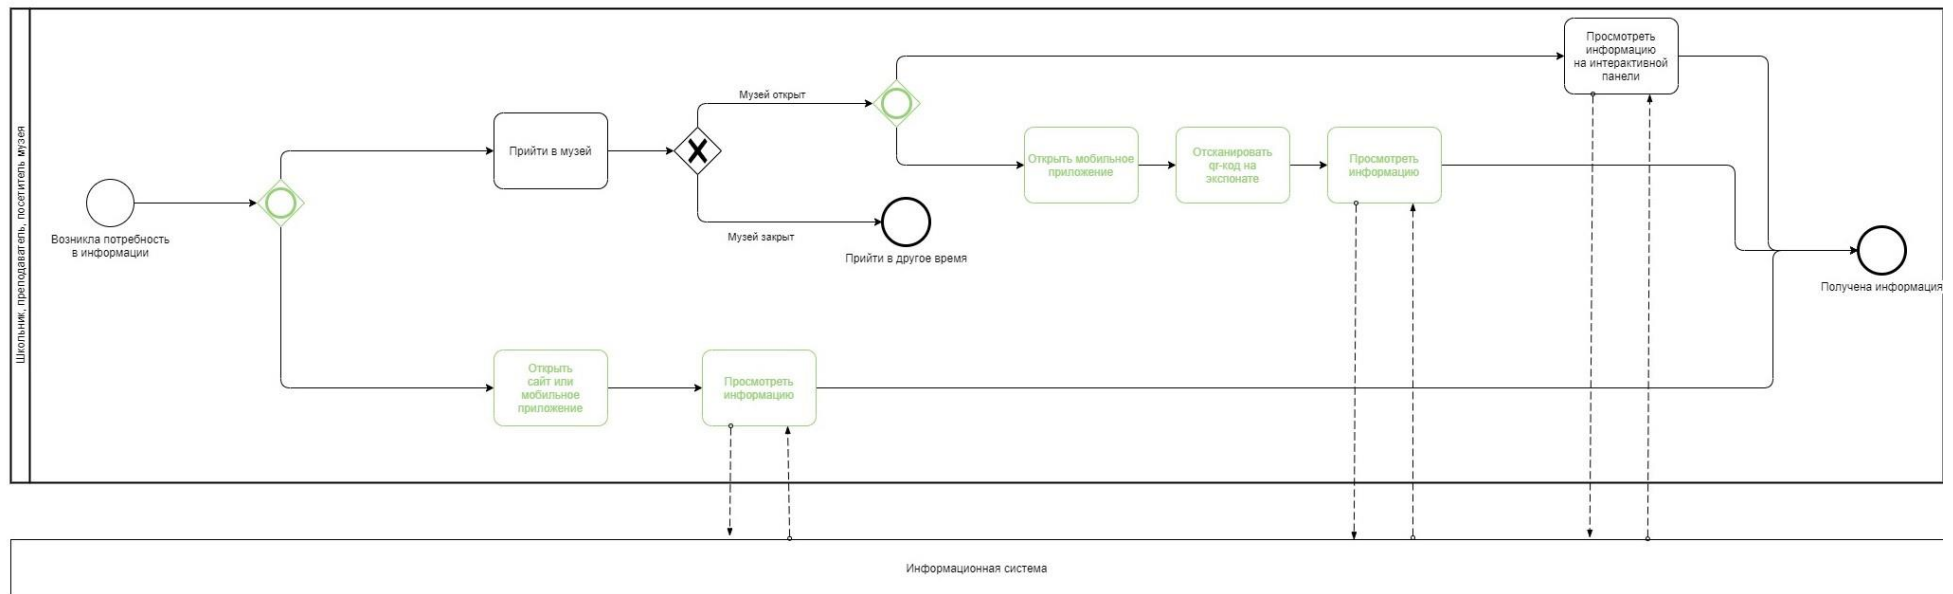 Школьник, преподаватель, посетитель музея
Возникла потребность
в информации
Прийти в музей
Музей открыт
Музей закрыт
Прийти в другое время
Открыть мобильное
приложение
Отсканировать
qr-код на
экспонате
Просмотреть
информацию
Просмотреть
информацию
на интерактивной
панели
Получена информация
Открыть
сайт или
мобильное
приложение
Просмотреть
информацию
Информационная система